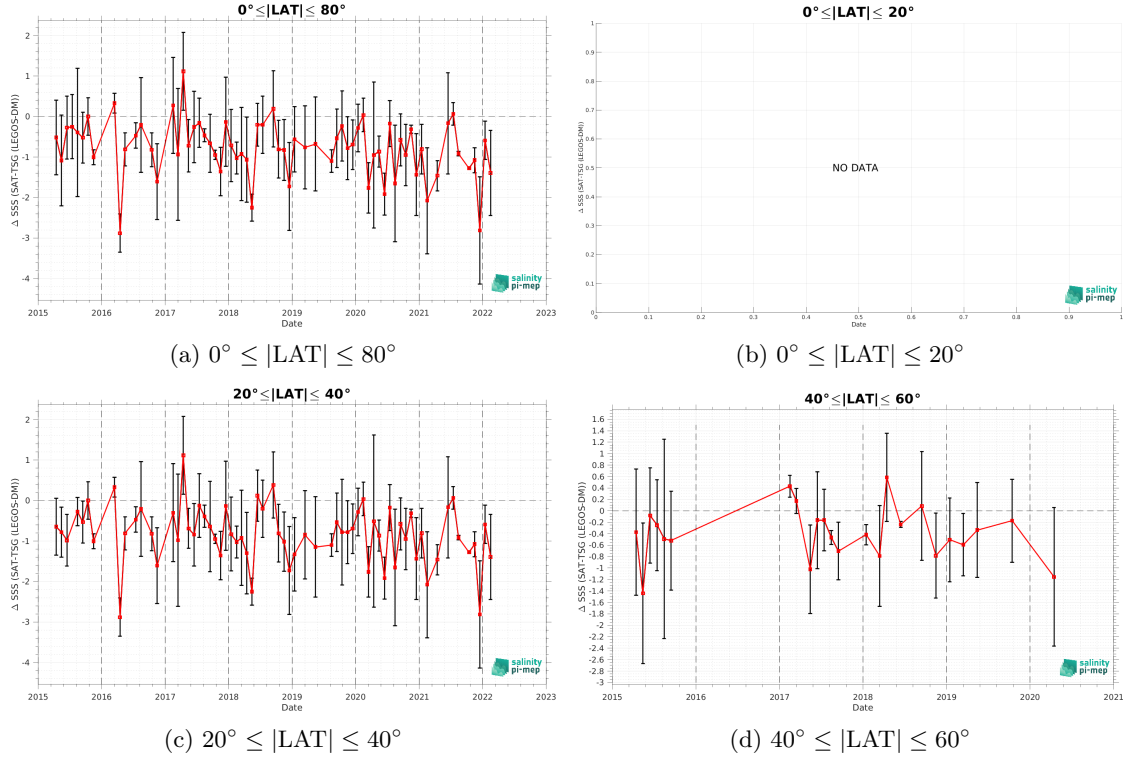 0°≤|LAT|≤ 80°
Δ SSS (SAT-TSG (LEGOS-DM))
2
1
0
-1
-2
-3
-4
2015 2016 2017 2018 2019 2020 2021 2022 2023
Date
salinity
pi-mep
(a) 0° ≤ |LAT| ≤ 80°
0°≤|LAT|≤ 20°
Δ SSS (SAT-TSG (LEGOS-DM))
1
0.9
0.8
0.7
0.6
0.5
0.4
0.3
0.2
0.1
0
NO DATA
0 0.1 0.2 0.3 0.4 0.5 0.6 0.7 0.8 0.9 1
Date
salinity
pi-mep
(b) 0° ≤ |LAT| ≤ 20°
20°≤|LAT|≤ 40°
Δ SSS (SAT-TSG (LEGOS-DM))
2
1
0
-1
-2
-3
-4
2015 2016 2017 2018 2019 2020 2021 2022 2023
Date
salinity
pi-mep
(c) 20° ≤ |LAT| ≤ 40°
40°≤|LAT|≤ 60°
Δ SSS (SAT-TSG (LEGOS-DM))
1.6
1.4
1.2
1
0.8
0.6
0.4
0.2
0
-0.2
-0.4
-0.6
-0.8
-1
-1.2
-1.4
-1.6
-1.8
-2
-2.2
-2.4
-2.6
-2.8
-3
2015 2016 2017 2018 2019 2020 2021
Date
salinity
pi-mep
(d) 40° ≤ |LAT| ≤ 60°